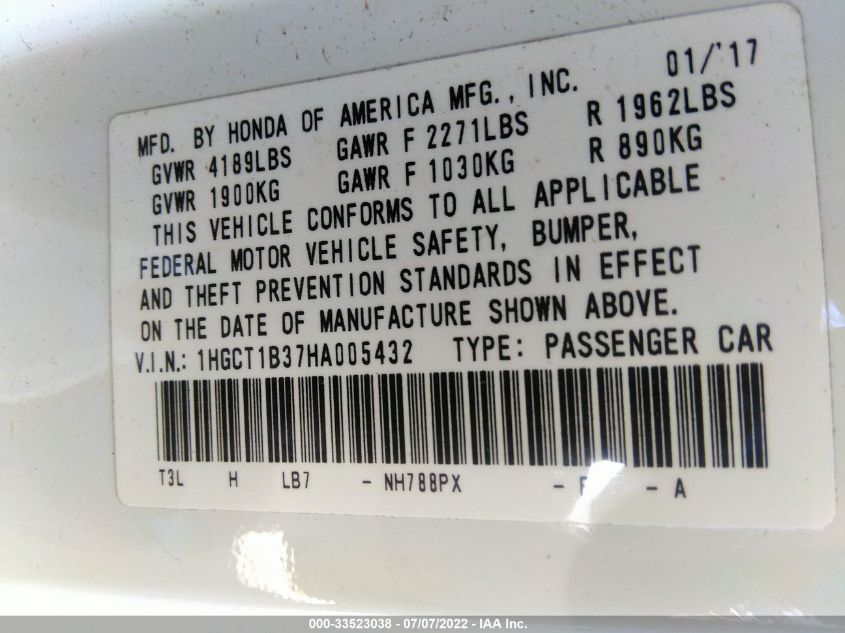 MFD. BY HONDA OF AMERICA MFG., INC. 01/'17
GVWR 4189LBS GAWR F 2271LBS R 1962LBS
GVWR 1900KG GAWR F 1030KG R 890KG
THIS VEHICLE CONFORMS TO ALL APPLICABLE
FEDERAL MOTOR VEHICLE SAFETY, BUMPER,
AND THEFT PREVENTION STANDARDS IN EFFECT
ON THE DATE OF MANUFACTURE SHOWN ABOVE.
V.I.N.: 1HGCT1B37HA005432 TYPE: PASSENGER CAR
T3L H LB7 - NH788PX - - A
000-33523038 - 07/07/2022 - IAA Inc.